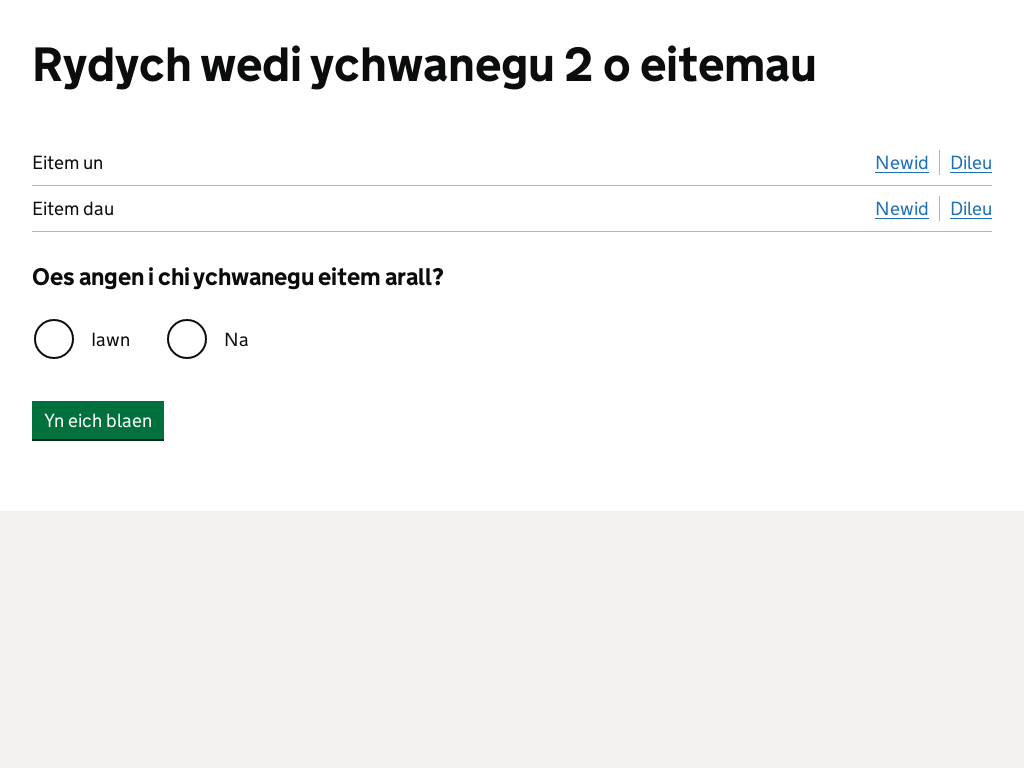 Rydych wedi ychwanegu 2 o eitemau
Eitem un Newid Dileu
Eitem dau Newid Dileu
Oes angen i chi ychwanegu eitem arall?
Iawn Na
Yn eich blaen